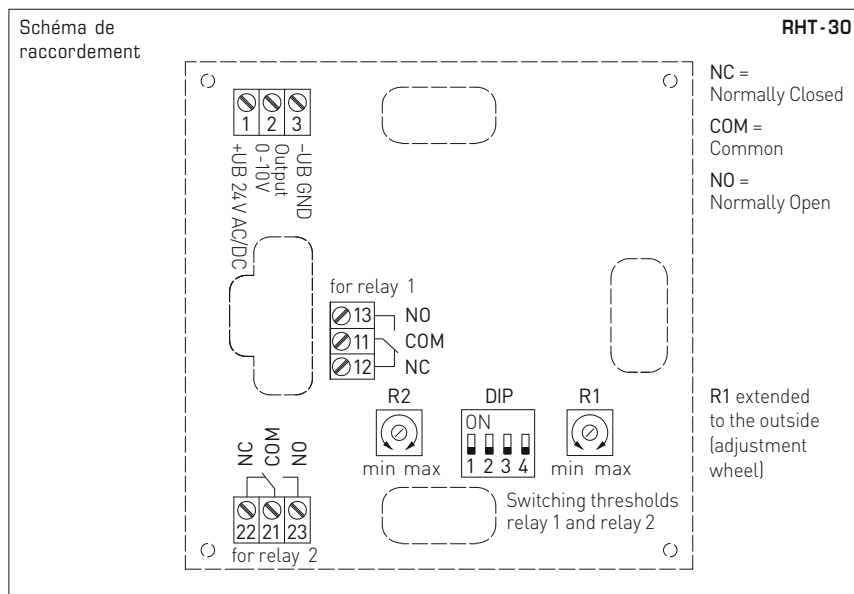 Schéma de
raccordement
RHT-30
NC =
Normally Closed
COM =
Common
NO =
Normally Open
1 2 3
+UB 24V AC/DC
Output
0-10V
-UB GND
for relay 1
13 NO
11 COM
12 NC
R2
min max
DIP
ON
1 2 3 4
R1
min max
R1 extended
to the outside
(adjustment
wheel)
Switching thresholds
relay 1 and relay 2
NC COM NO
22 21 23
for relay 2